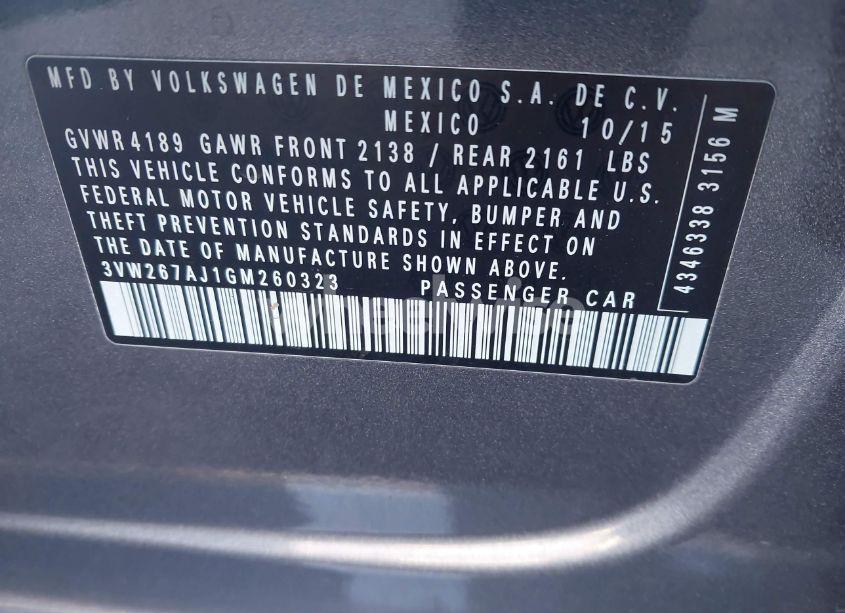 MFD BY VOLKSWAGEN DE MEXICO S.A. DE C.V.
MEXICO 10/15
GVWR 4189 GAWR FRONT 2138 / REAR 2161 LBS
THIS VEHICLE CONFORMS TO ALL APPLICABLE U.S.
FEDERAL MOTOR VEHICLE SAFETY, BUMPER AND
THEFT PREVENTION STANDARDS IN EFFECT ON
THE DATE OF MANUFACTURE SHOWN ABOVE.
3VW267AJ1GM260323 PASSENGER CAR
4346338 3156 M
wheelwise